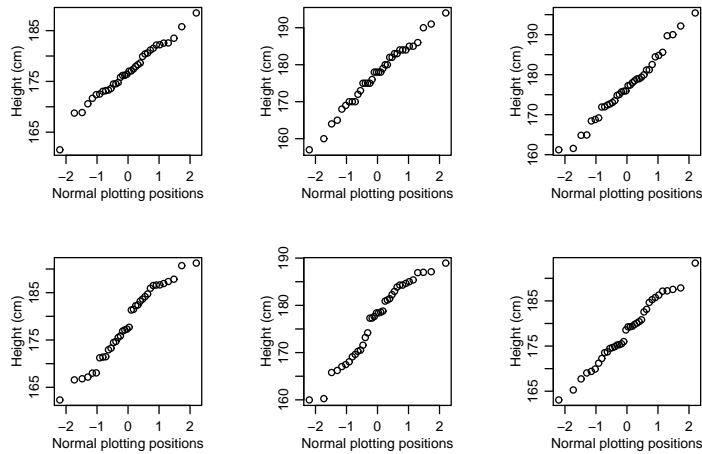 Height (cm)
165 175 185
−2 −1 0 1 2
Normal plotting positions
Height (cm)
160 170 180 190
−2 −1 0 1 2
Normal plotting positions
Height (cm)
160 170 180 190
−2 −1 0 1 2
Normal plotting positions
Height (cm)
165 175 185
−2 −1 0 1 2
Normal plotting positions
Height (cm)
160 170 180 190
−2 −1 0 1 2
Normal plotting positions
Height (cm)
165 175 185
−2 −1 0 1 2
Normal plotting positions